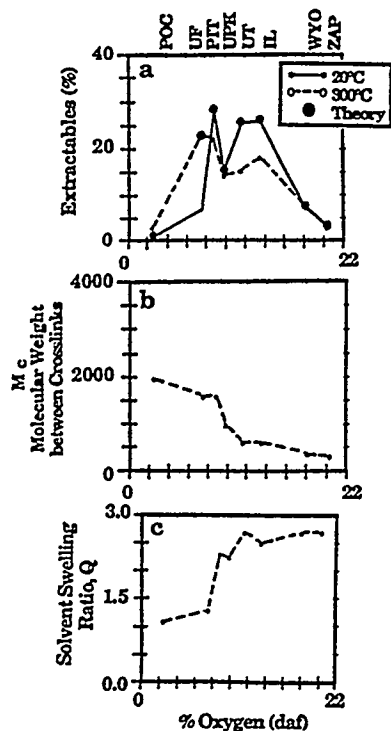 POC UF PIT UPK UT IL WYO ZAP
a
20°C
300°C
Theory
Extractables (%)
40
20
0
0 22
b
M c
Molecular Weight
between Crosslinks
4000
2000
0
0 22
c
Solvent Swelling
Ratio, Q
3.0
1.5
0.0
0 22
% Oxygen (daf)